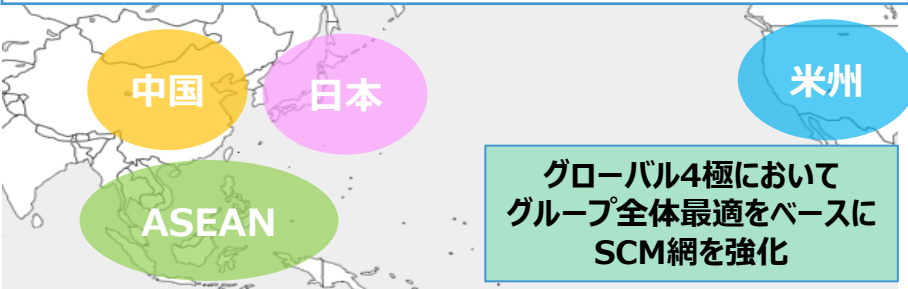 中国
日本
米州
ASEAN
グローバル4極において
グループ全体最適をベースに
SCM網を強化